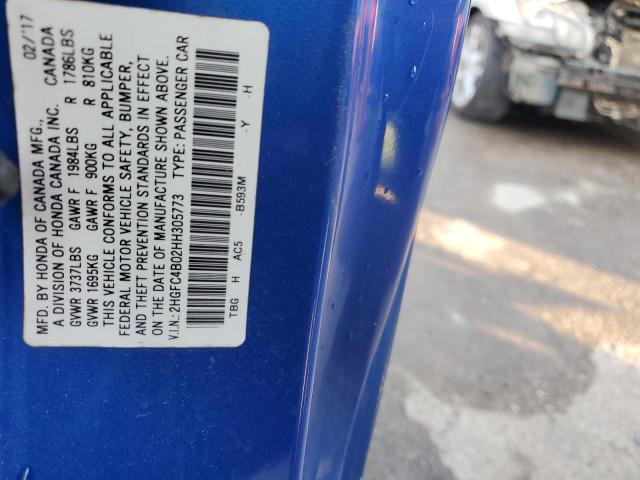 MFD. BY HONDA OF CANADA MFG., 02/17
A DIVISION OF HONDA CANADA INC. CANADA
GVWR 3737LBS GAWR F 1984LBS R 1786LBS
GVWR 1695KG GAWR F 900KG R 810KG
THIS VEHICLE CONFORMS TO ALL APPLICABLE
FEDERAL MOTOR VEHICLE SAFETY, BUMPER,
AND THEFT PREVENTION STANDARDS IN EFFECT
ON THE DATE OF MANUFACTURE SHOWN ABOVE.
V.I.N.: 2HGFC4B02HH305773 TYPE: PASSENGER CAR
TBG H AC5 -B593M -Y -H